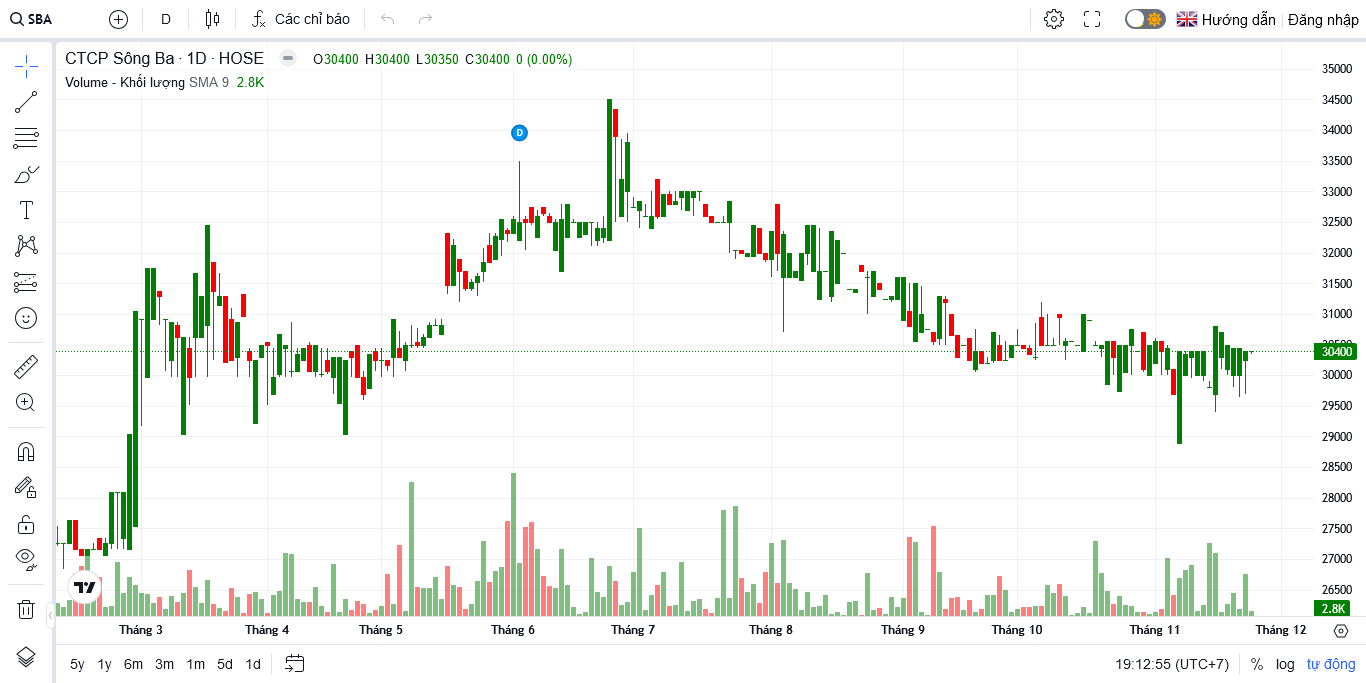 SBA D Các chỉ báo Hướng dẫn Đăng nhập
CTCP Sông Ba · 1D · HOSE O30400 H30400 L30350 C30400 0 (0.00%)
Volume - Khối lượng SMA 9 2.8K
D
35000
34500
34000
33500
33000
32500
32000
31500
31000
30500
30400
30000
29500
29000
28500
28000
27500
27000
26500
2.8K
Tháng 3 Tháng 4 Tháng 5 Tháng 6 Tháng 7 Tháng 8 Tháng 9 Tháng 10 Tháng 11 Tháng 12
5y 1y 6m 3m 1m 5d 1d 19:12:55 (UTC+7) % log tự động